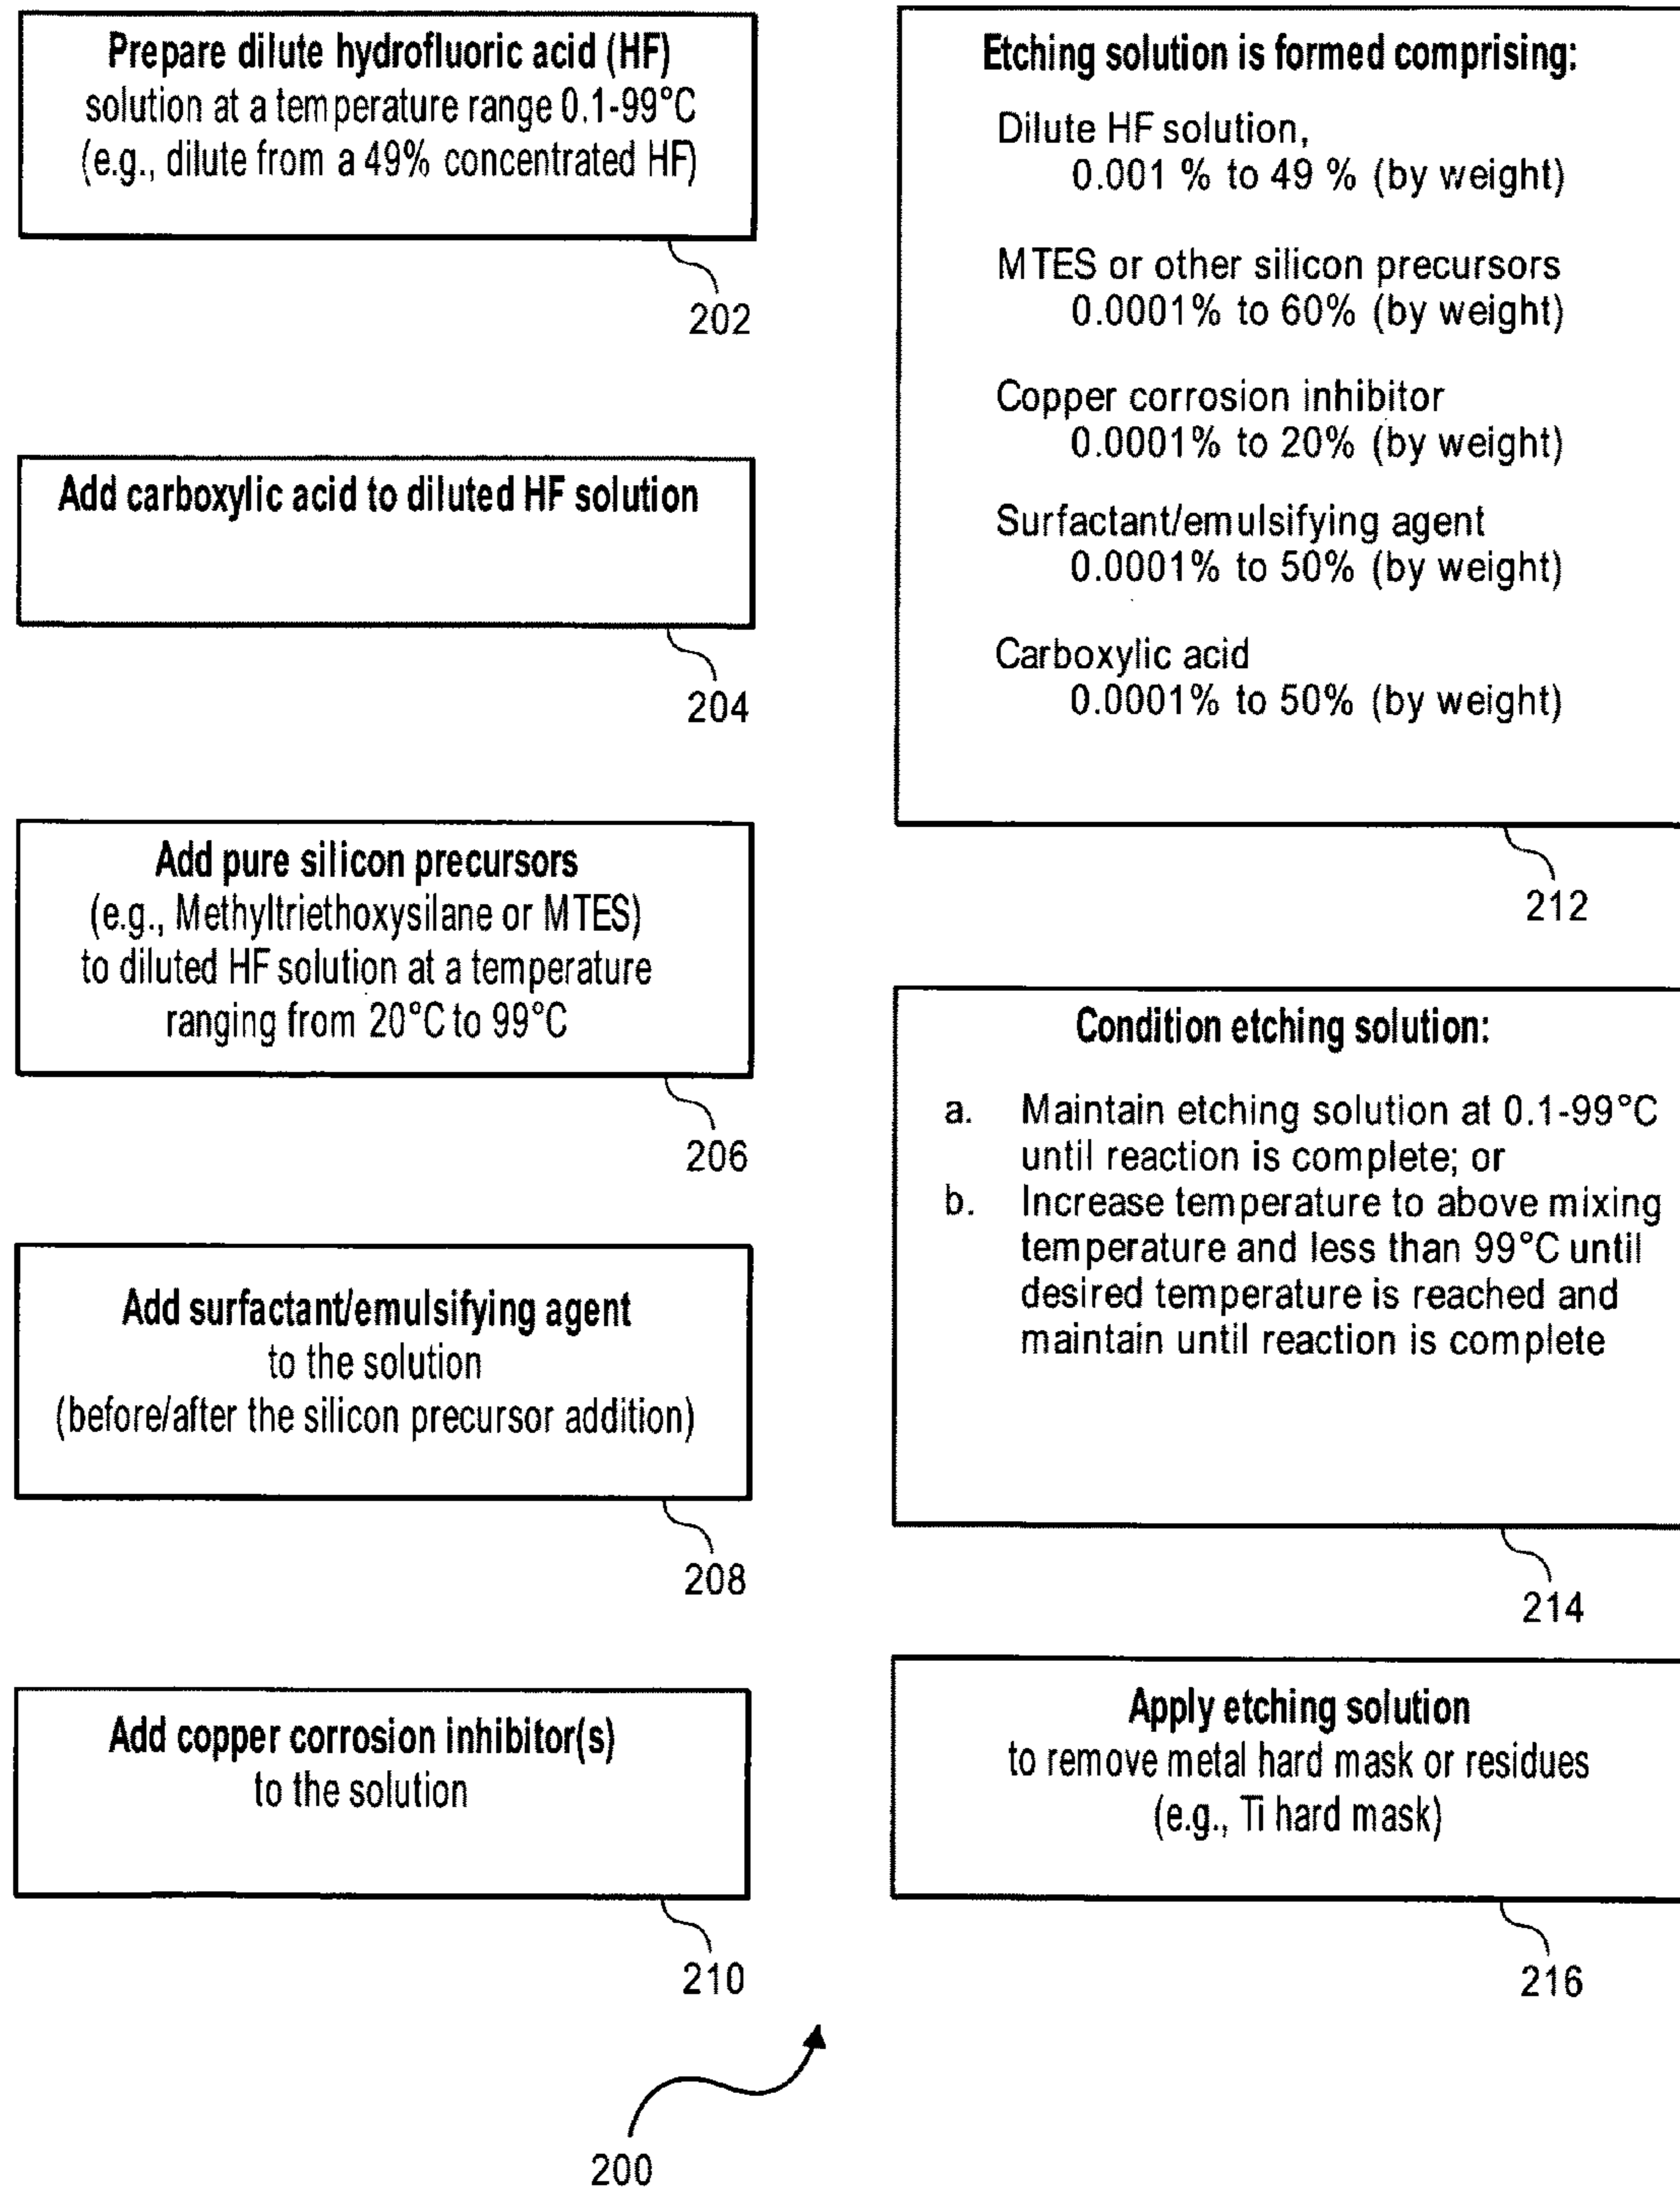 Prepare dilute hydrofluoric acid (HF)
solution at a temperature range 0.1-99°C
(e.g., dilute from a 49% concentrated HF)
202
Add carboxylic acid to diluted HF solution
204
Add pure silicon precursors
(e.g., Methyltriethoxysilane or MTES)
to diluted HF solution at a temperature
ranging from 20°C to 99°C
206
Add surfactant/emulsifying agent
to the solution
(before/after the silicon precursor addition)
208
Add copper corrosion inhibitor(s)
to the solution
210
Etching solution is formed comprising:
Dilute HF solution,
0.001 % to 49 % (by weight)
MTES or other silicon precursors
0.0001% to 60% (by weight)
Copper corrosion inhibitor
0.0001% to 20% (by weight)
Surfactant/emulsifying agent
0.0001% to 50% (by weight)
Carboxylic acid
0.0001% to 50% (by weight)
212
Condition etching solution:
a. Maintain etching solution at 0.1-99°C
until reaction is complete; or
b. Increase temperature to above mixing
temperature and less than 99°C until
desired temperature is reached and
maintain until reaction is complete
214
Apply etching solution
to remove metal hard mask or residues
(e.g., Ti hard mask)
216
200